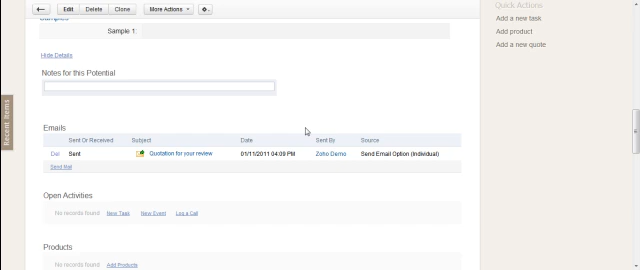 Edit Delete Clone More Actions
Quick Actions
Add a new task
Add product
Add a new quote
Samples
Sample 1:
Hide Details
Notes for this Potential
Recent Items
Emails
Sent Or Received Subject Date Sent By Source
Del Sent Quotation for your review 01/11/2011 04:09 PM Zoho Demo Send Email Option (Individual)
Send Mail
Open Activities
No records found New Task New Event Log a Call
Products
No records found Add Products